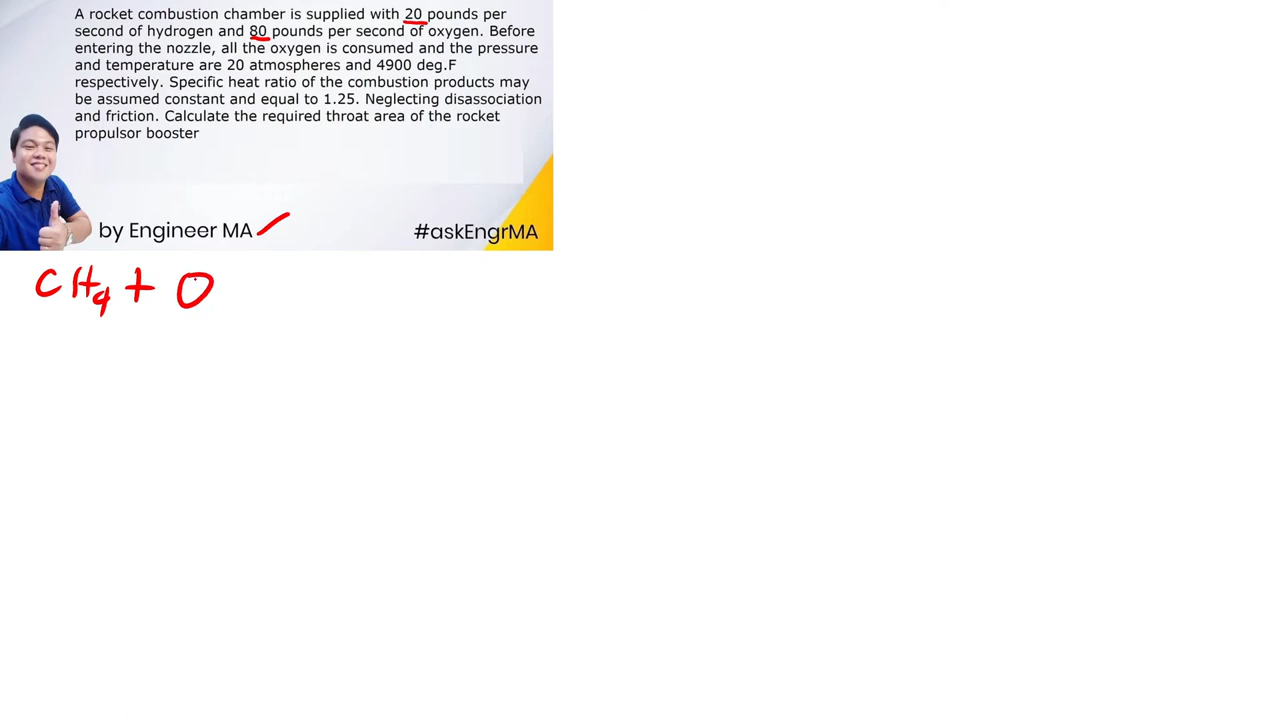 A rocket combustion chamber is supplied with 20 pounds per
second of hydrogen and 80 pounds per second of oxygen. Before
entering the nozzle, all the oxygen is consumed and the pressure
and temperature are 20 atmospheres and 4900 deg.F
respectively. Specific heat ratio of the combustion products may
be assumed constant and equal to 1.25. Neglecting disassociation
and friction. Calculate the required throat area of the rocket
propulsor booster
by Engineer MA
#askEngrMA
CH4 + O